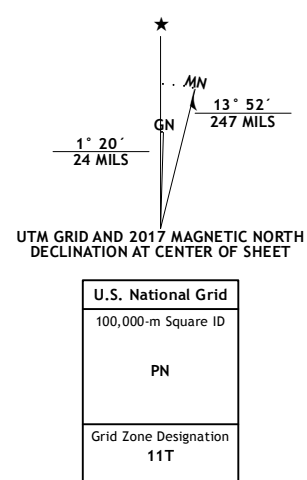 ★
MN
GN
13° 52´
247 MILS
1° 20´
24 MILS
UTM GRID AND 2017 MAGNETIC NORTH
DECLINATION AT CENTER OF SHEET
U.S. National Grid
100,000-m Square ID
PN
Grid Zone Designation
11T